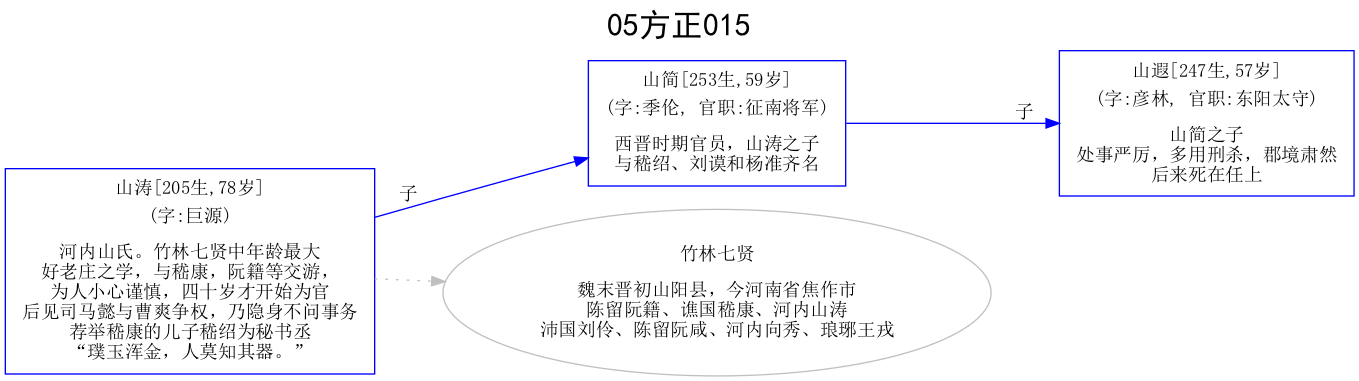 05方正015
山涛[205生,78岁]
(字:巨源)
河内山氏。竹林七贤中年龄最大
好老庄之学，与嵇康，阮籍等交游，
为人小心谨慎，四十岁才开始为官
后见司马懿与曹爽争权，乃隐身不问事务
荐举嵇康的儿子嵇绍为秘书丞
“璞玉浑金，人莫知其器。”
子
山简[253生,59岁]
(字:季伦, 官职:征南将军)
西晋时期官员，山涛之子
与嵇绍、刘谟和杨准齐名
子
山遐[247生,57岁]
(字:彦林, 官职:东阳太守)
山简之子
处事严厉，多用刑杀，郡境肃然
后来死在任上
竹林七贤
魏末晋初山阳县，今河南省焦作市
陈留阮籍、谯国嵇康、河内山涛
沛国刘伶、陈留阮咸、河内向秀、琅琊王戎